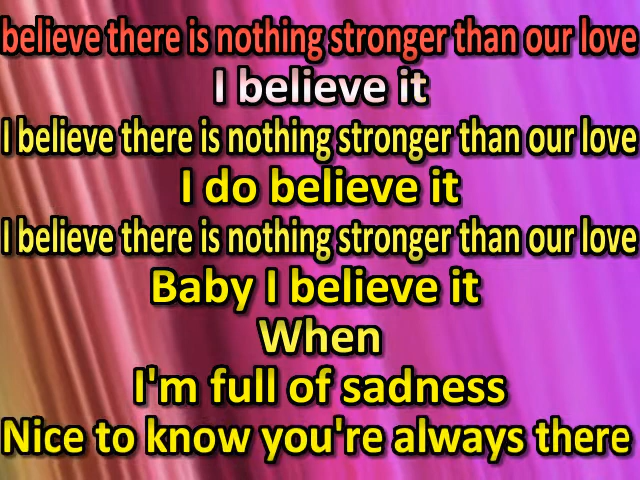 believe there is nothing stronger than our love
I believe it
I believe there is nothing stronger than our love
I do believe it
I believe there is nothing stronger than our love
Baby I believe it
When
I'm full of sadness
Nice to know you're always there